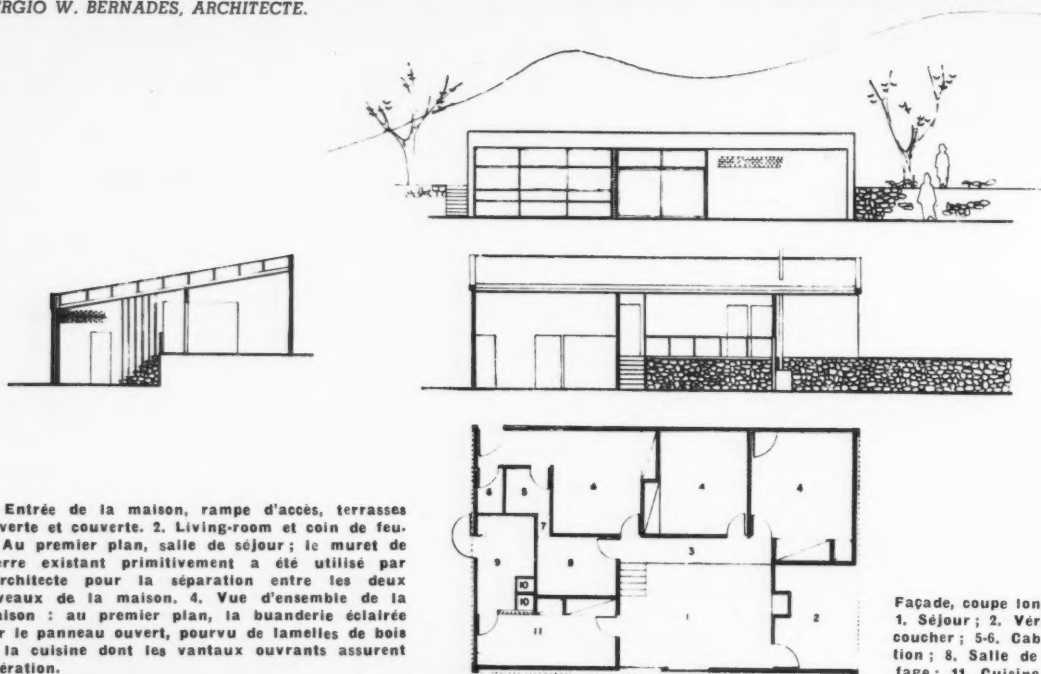 ERGIO W. BERNADES, ARCHITECTE.
Entrée de la maison, rampe d'accès, terrasses
verte et couverte. 2. Living-room et coin de feu.
Au premier plan, salle de séjour ; le muret de
erre existant primitivement a été utilisé par
rchitecte pour la séparation entre les deux
veaux de la maison. 4. Vue d'ensemble de la
aison : au premier plan, la buanderie éclairée
r le panneau ouvert, pourvu de lamelles de bois
la cuisine dont les vantaux ouvrants assurent
ération.
6
5
4
4
4
7
3
9
8
10
10
11
1
2
Façade, coupe lon
1. Séjour ; 2. Vér
coucher ; 5-6. Cab
tion ; 8. Salle de
fage ; 11. Cuisine